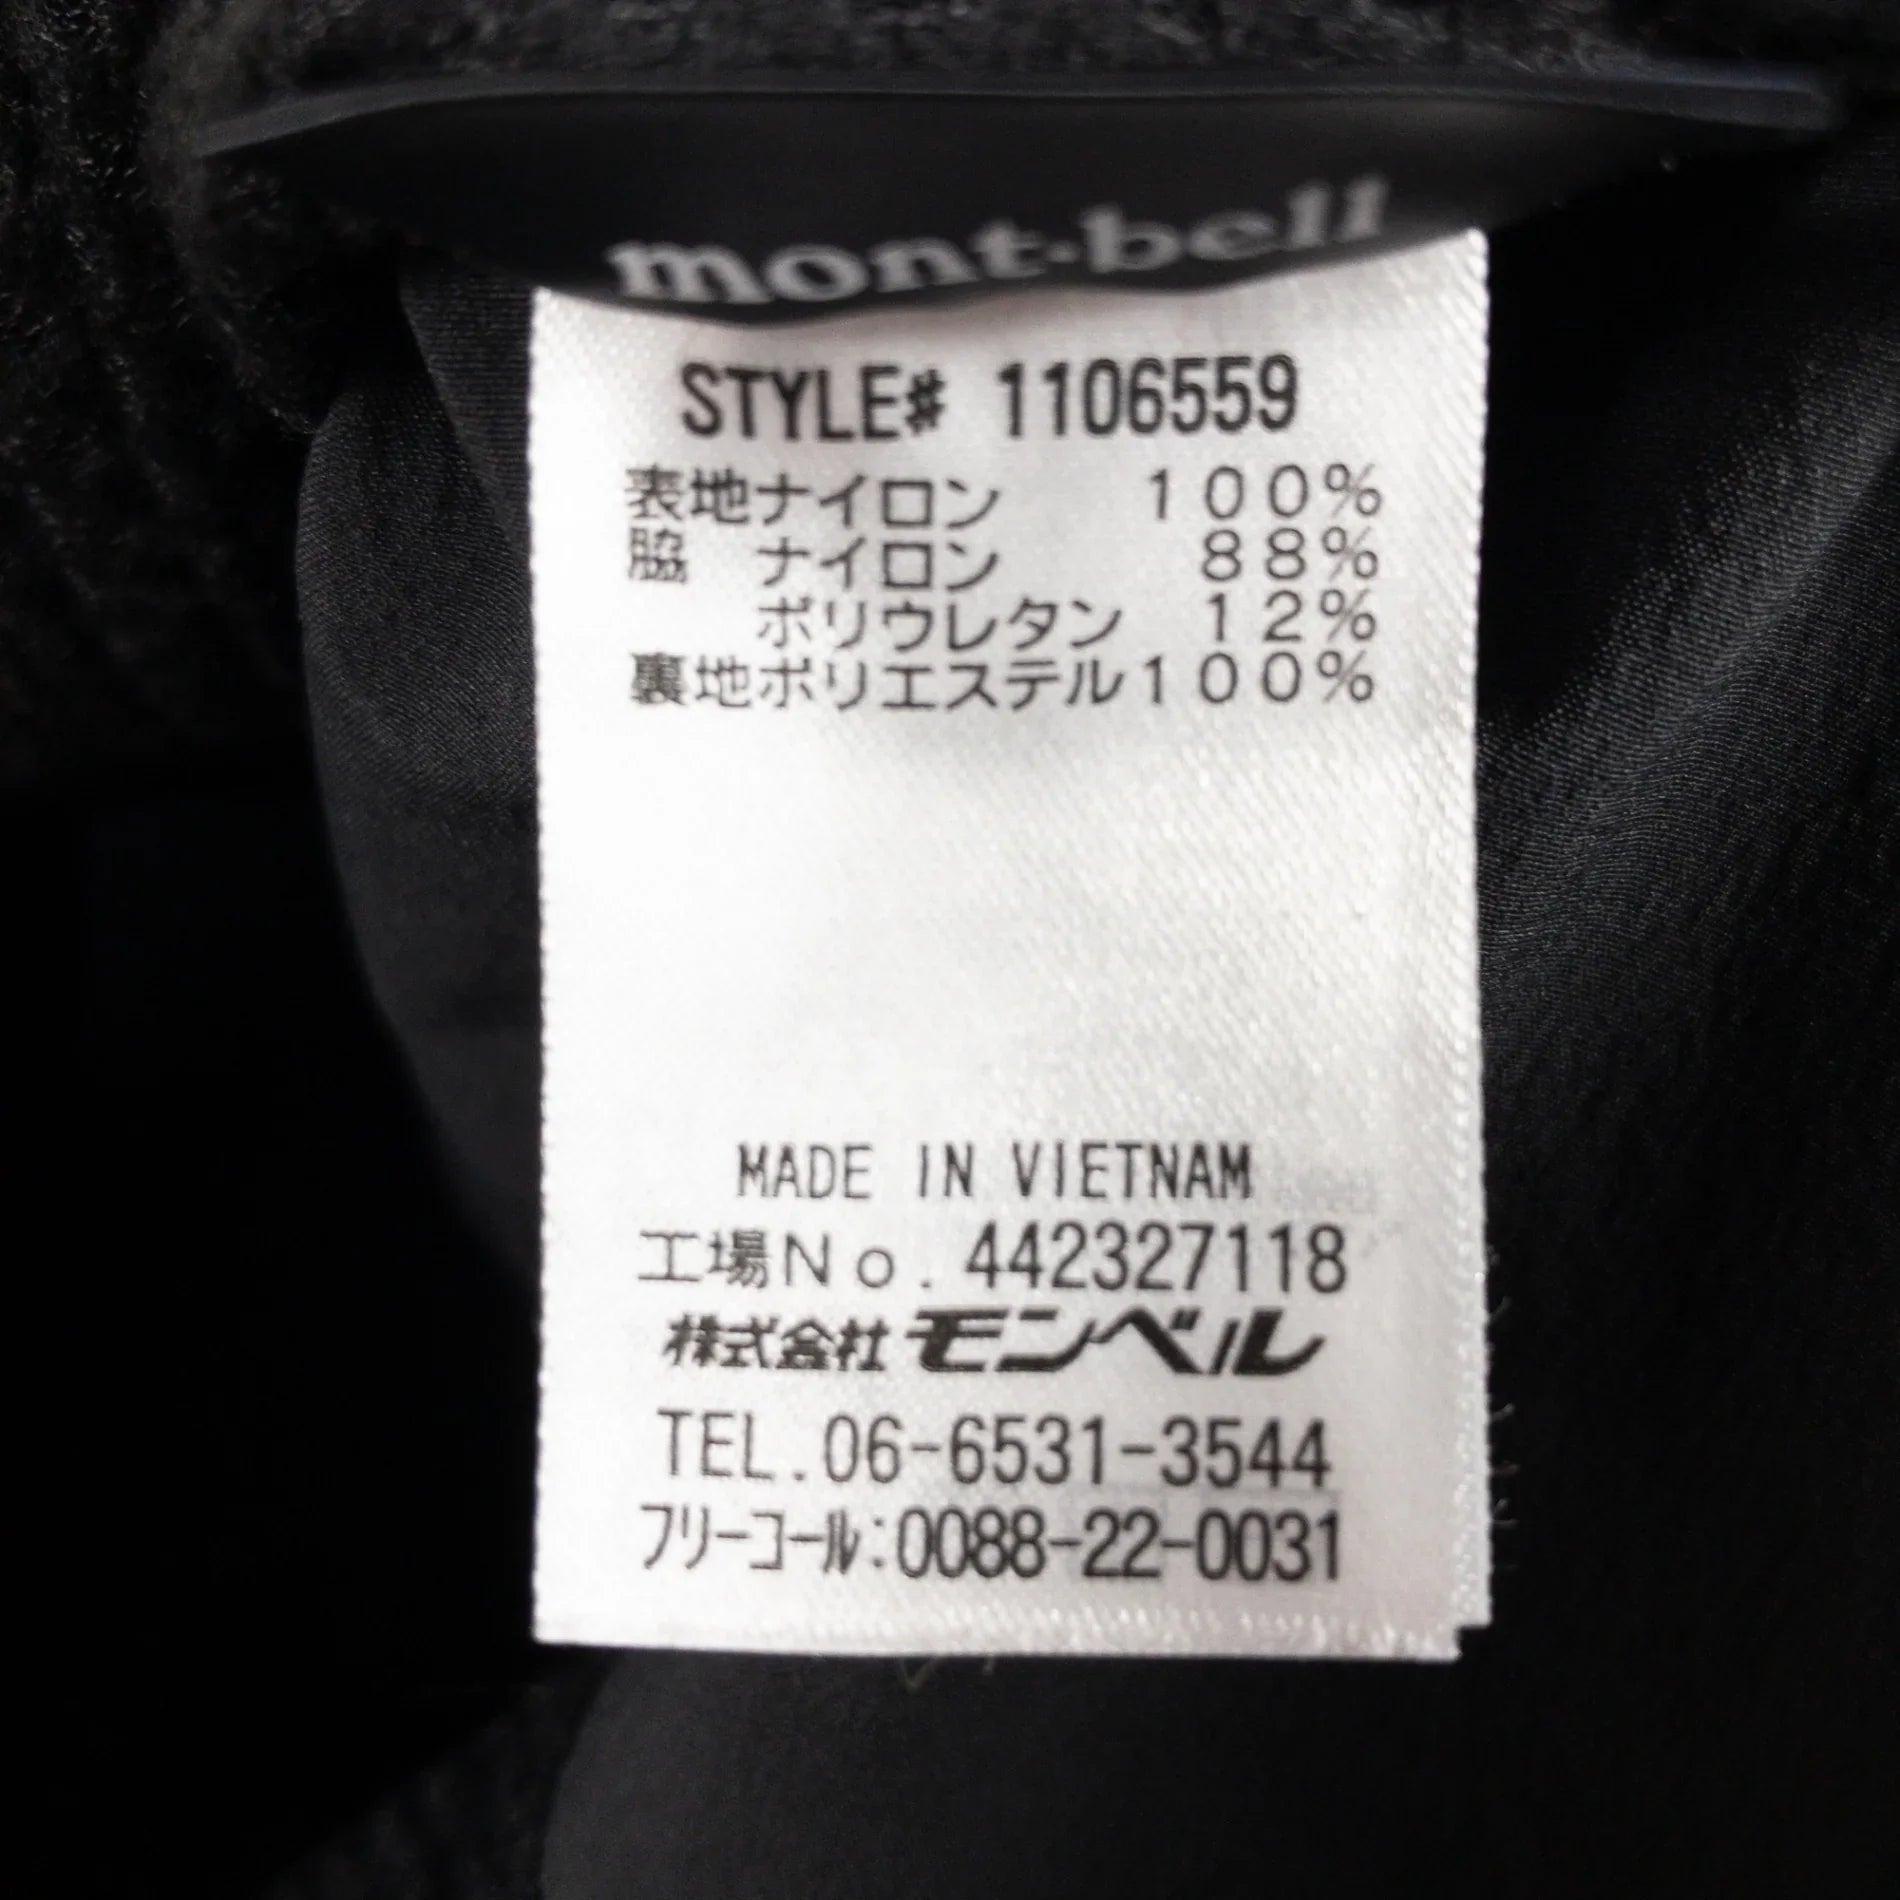 mont-bell
STYLE# 1106559
表地ナイロン 100%
脇 ナイロン 88%
ポリウレタン 12%
裏地ポリエステル100%
MADE IN VIETNAM
工場No. 442327118
株式会社モンベル
TEL.06-6531-3544
フリーコール:0088-22-0031